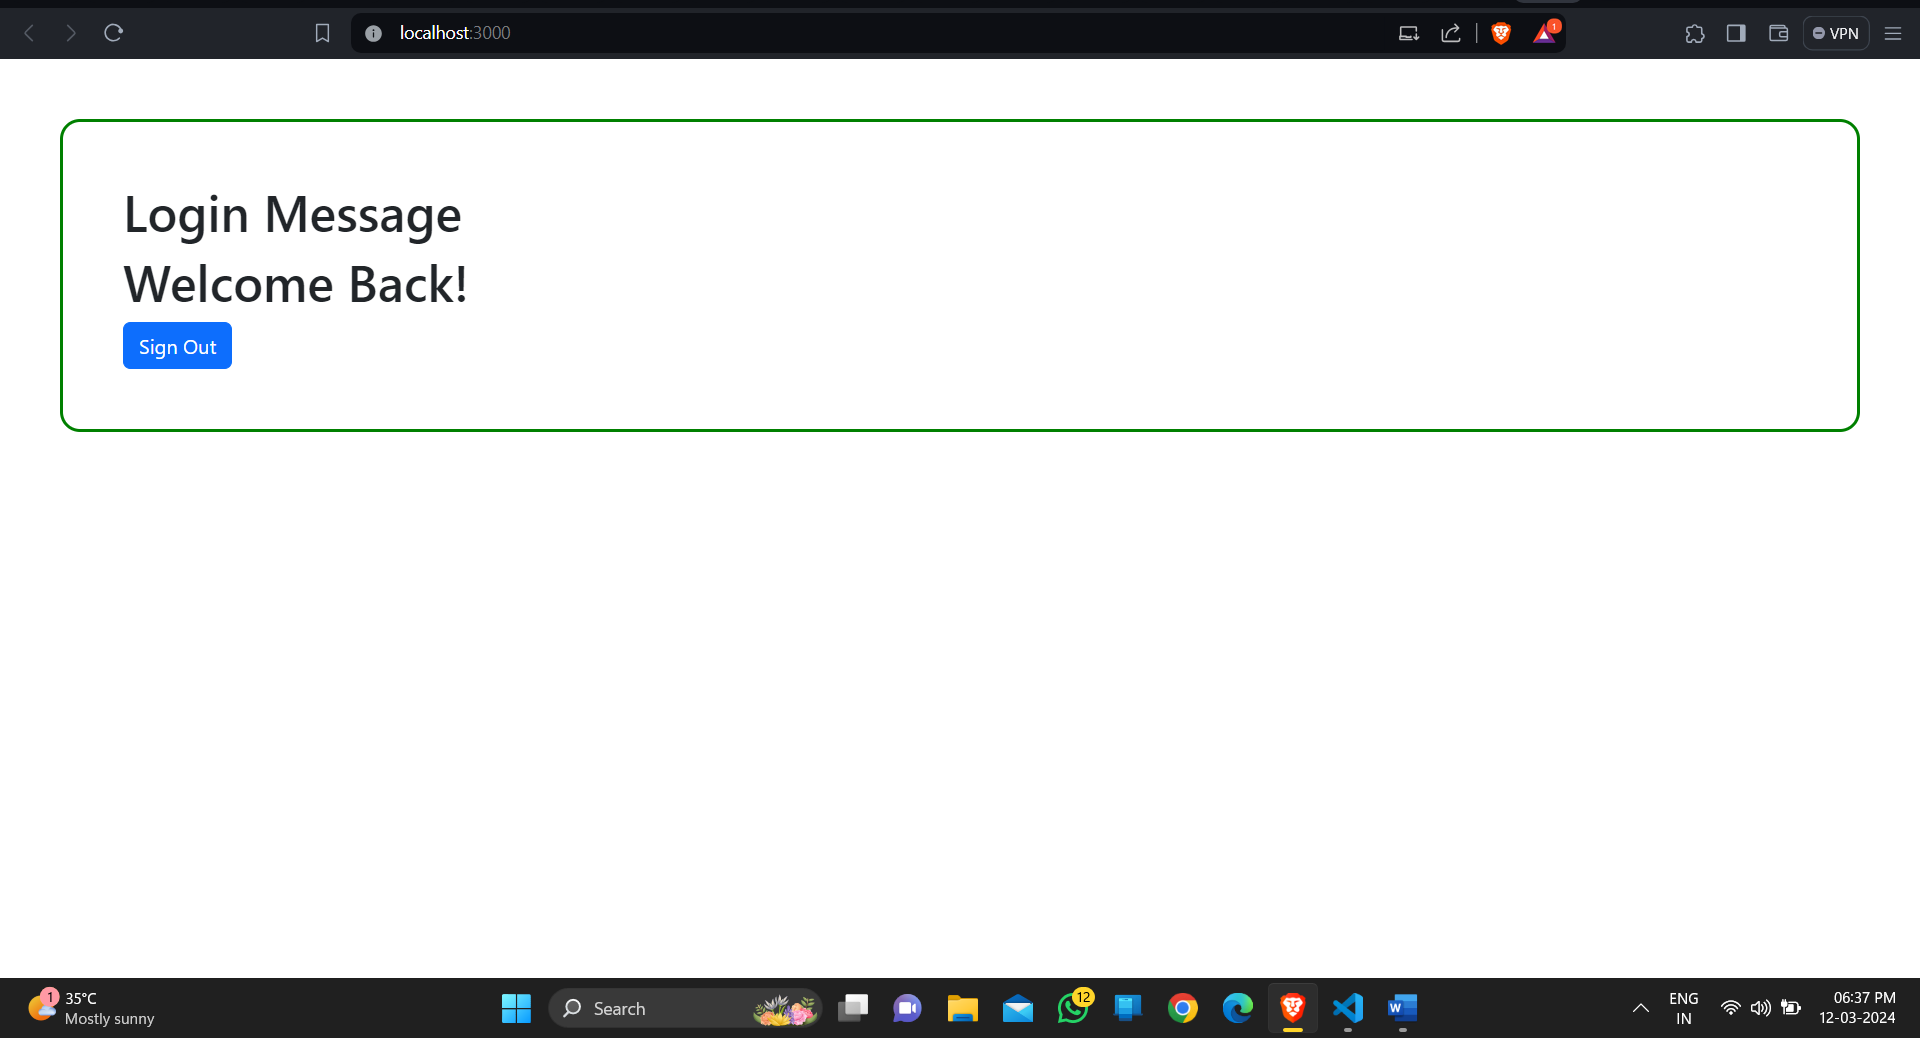 localhost:3000
1
VPN
Login Message
Welcome Back!
Sign Out
1
35°C
Mostly sunny
Search
12
W
ENG
IN
06:37 PM
12-03-2024